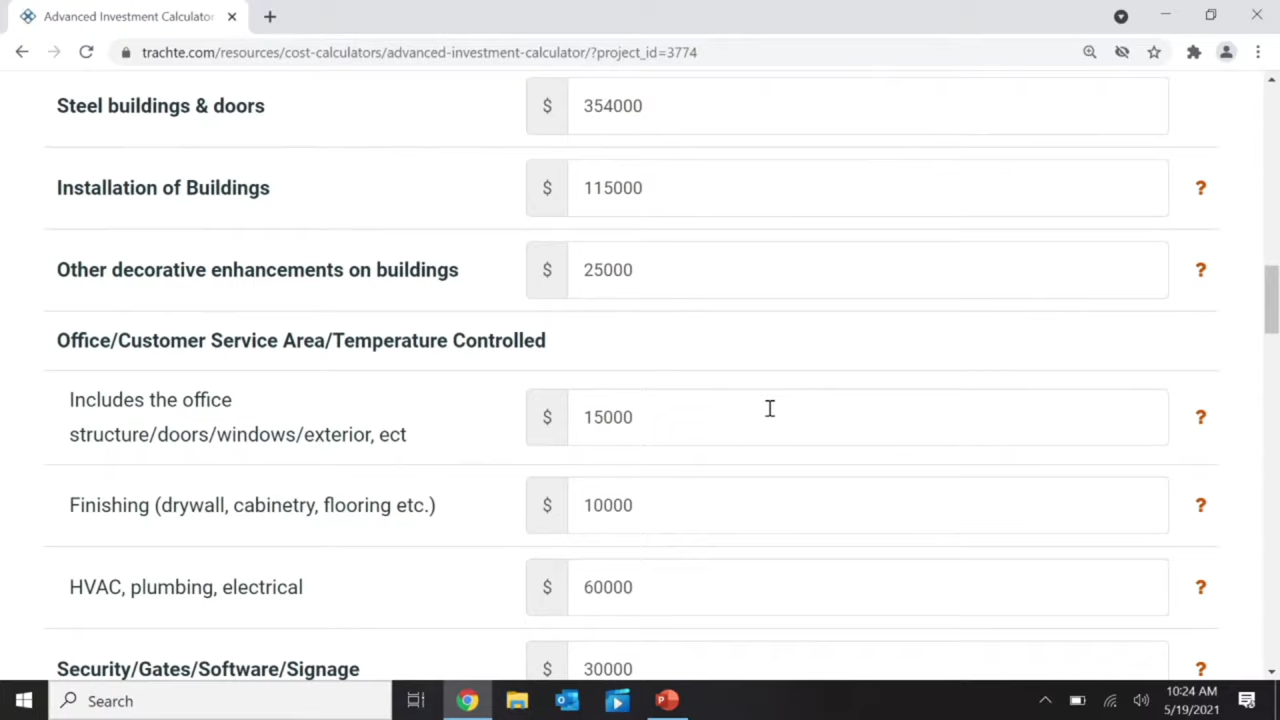 Advanced Investment Calculator
trachte.com/resources/cost-calculators/advanced-investment-calculator/?project_id=3774
Steel buildings & doors
$ 354000
Installation of Buildings
$ 115000 ?
Other decorative enhancements on buildings
$ 25000 ?
Office/Customer Service Area/Temperature Controlled
Includes the office
structure/doors/windows/exterior, ect
$ 15000 ?
Finishing (drywall, cabinetry, flooring etc.)
$ 10000 ?
HVAC, plumbing, electrical
$ 60000 ?
Security/Gates/Software/Signage
$ 30000 ?
Search
10:24 AM
5/19/2021